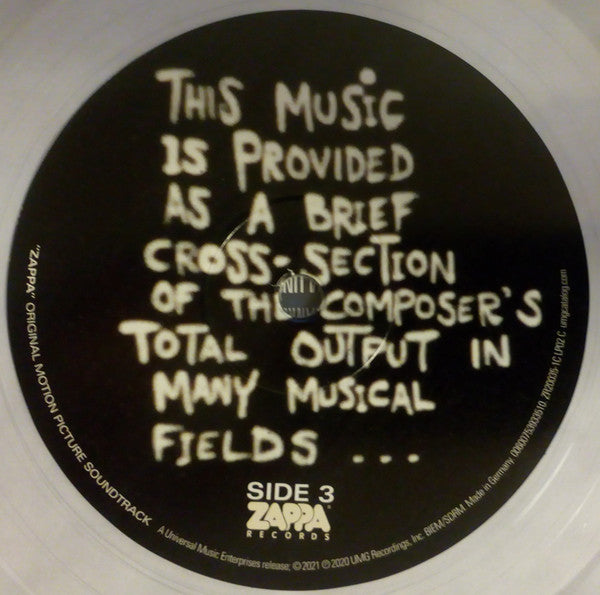 THIS MUSIC
IS PROVIDED
AS A BRIEF
CROSS-SECTION
OF THE COMPOSER'S
TOTAL OUTPUT IN
MANY MUSICAL
FIELDS ...
SIDE 3
ZAPPA
RECORDS
"ZAPPA" ORIGINAL MOTION PICTURE SOUNDTRACK
A Universal Music Enterprises release; © 2021 ℗ 2020 UMG Recordings, Inc. BIEM/SDRM. Made in Germany. umgcatalog.com